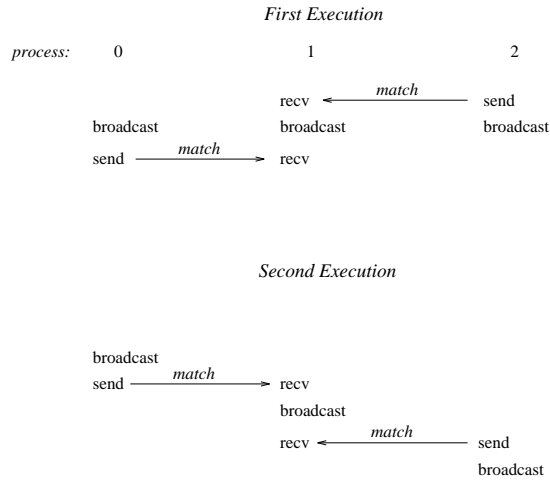 First Execution
process: 0 1 2
match
recv send
broadcast broadcast broadcast
match
send recv
Second Execution
broadcast
match
send recv
broadcast
match
recv send
broadcast